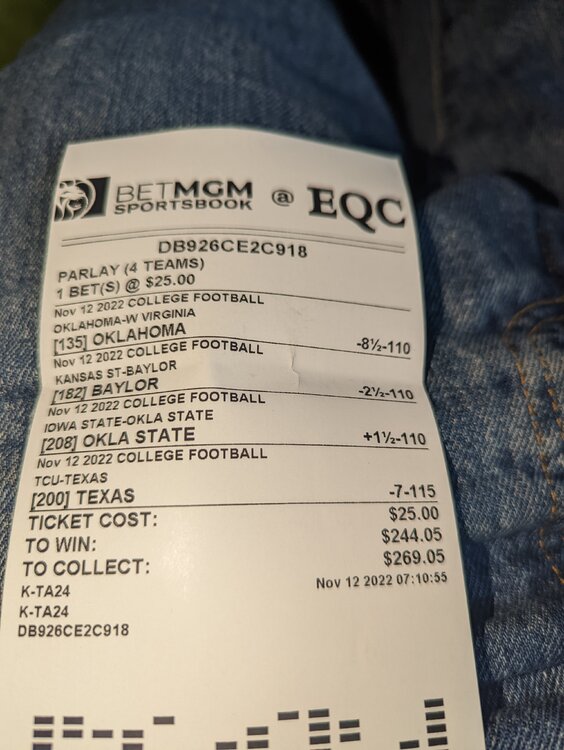 BETMGM @ EQC
SPORTSBOOK
DB926CE2C918
PARLAY (4 TEAMS)
1 BET(S) @ $25.00
Nov 12 2022 COLLEGE FOOTBALL
OKLAHOMA-W VIRGINIA
[135] OKLAHOMA -8½-110
Nov 12 2022 COLLEGE FOOTBALL
KANSAS ST-BAYLOR
[182] BAYLOR -2½-110
Nov 12 2022 COLLEGE FOOTBALL
IOWA STATE-OKLA STATE
[208] OKLA STATE +1½-110
Nov 12 2022 COLLEGE FOOTBALL
TCU-TEXAS
[200] TEXAS -7-115
TICKET COST: $25.00
TO WIN: $244.05
TO COLLECT: $269.05
K-TA24 Nov 12 2022 07:10:55
K-TA24
DB926CE2C918